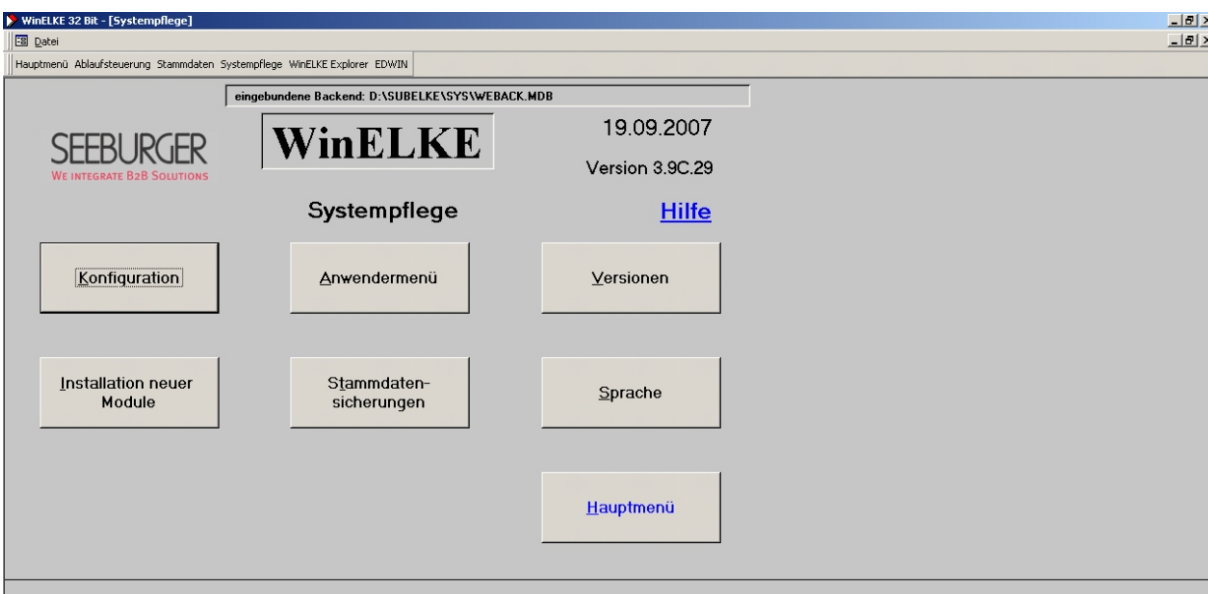 WinELKE 32 Bit - [Systempflege]
Datei
Hauptmenü Ablaufsteuerung Stammdaten Systempflege WinELKE Explorer EDWIN
eingebundene Backend: D:\SUBELKE\SYS\WEBACK.MDB
SEEBURGER
WE INTEGRATE B2B SOLUTIONS
WinELKE
19.09.2007
Version 3.9C.29
Systempflege
Hilfe
Konfiguration
Anwendermenü
Versionen
Installation neuer
Module
Stammdaten-
sicherungen
Sprache
Hauptmenü